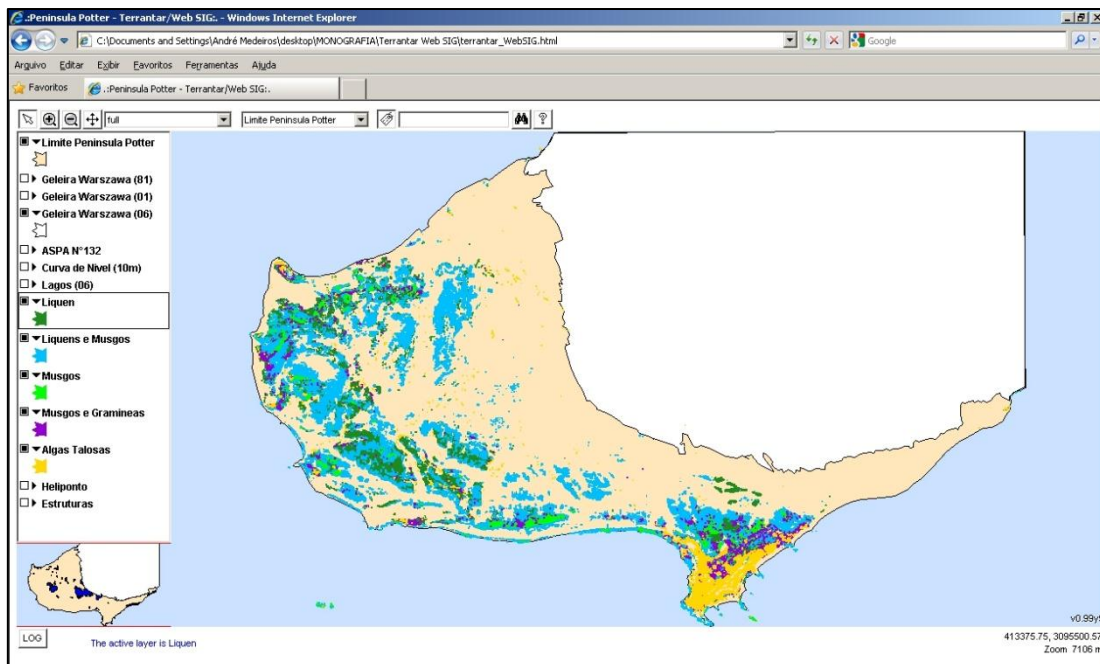 .:Peninsula Potter - Terrantar/Web SIG:. - Windows Internet Explorer
C:\Documents and Settings\André Medeiros\desktop\MONOGRAFIA\Terrantar Web SIG\terrantar_WebSIG.html
Google
Arquivo Editar Exibir Favoritos Ferramentas Ajuda
Favoritos .:Peninsula Potter - Terrantar/Web SIG:.
full Limite Peninsula Potter
Limite Peninsula Potter
Geleira Warszawa (81)
Geleira Warszawa (01)
Geleira Warszawa (06)
ASPA N°132
Curva de Nivel (10m)
Lagos (06)
Liquen
Liquens e Musgos
Musgos
Musgos e Gramineas
Algas Talosas
Heliponto
Estruturas
v0.99y
LOG The active layer is Liquen
413375.75, 3095500.57
Zoom 7106 m